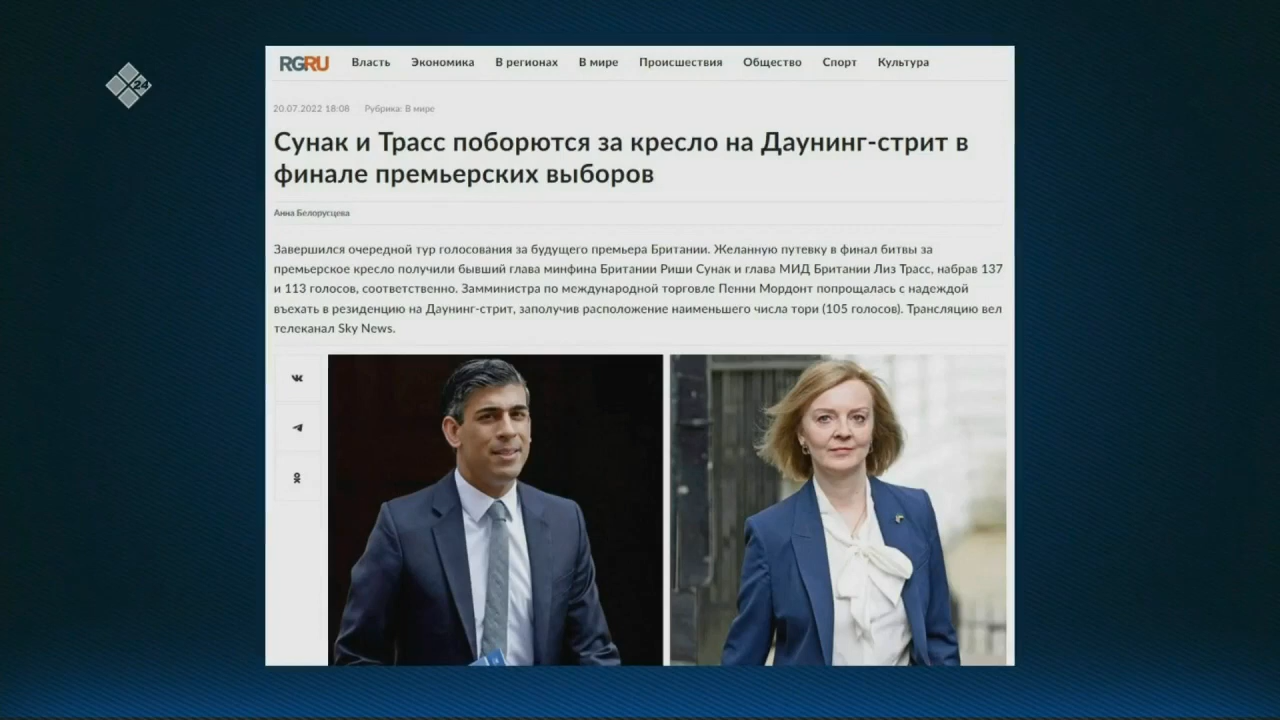 X24
RGRU Власть Экономика В регионах В мире Происшествия Общество Спорт Культура
20.07.2022 18:08 Рубрика: В мире
Сунак и Трасс поборются за кресло на Даунинг-стрит в
финале премьерских выборов
Анна Белорусцева
Завершился очередной тур голосования за будущего премьера Британии. Желанную путевку в финал битвы за
премьерское кресло получили бывший глава минфина Британии Риши Сунак и глава МИД Британии Лиз Трасс, набрав 137
и 113 голосов, соответственно. Замминистра по международной торговле Пенни Мордонт попрощалась с надеждой
въехать в резиденцию на Даунинг-стрит, заполучив расположение наименьшего числа тори (105 голосов). Трансляцию вел
телеканал Sky News.